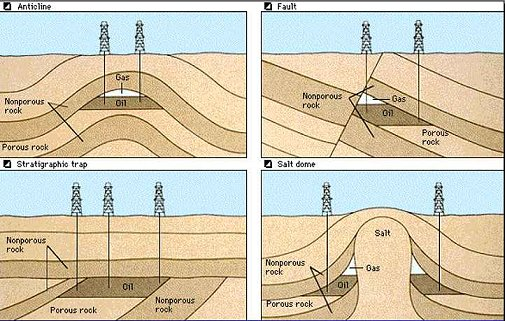 Anticline
Gas
Oil
Nonporous
rock
Porous rock
Fault
Nonporous
rock
Gas
Oil
Porous
rock
Stratigraphic trap
Nonporous
rock
Oil
Porous rock
Nonporous
rock
Salt dome
Salt
Gas
Nonporous
rock
Oil
Porous rock